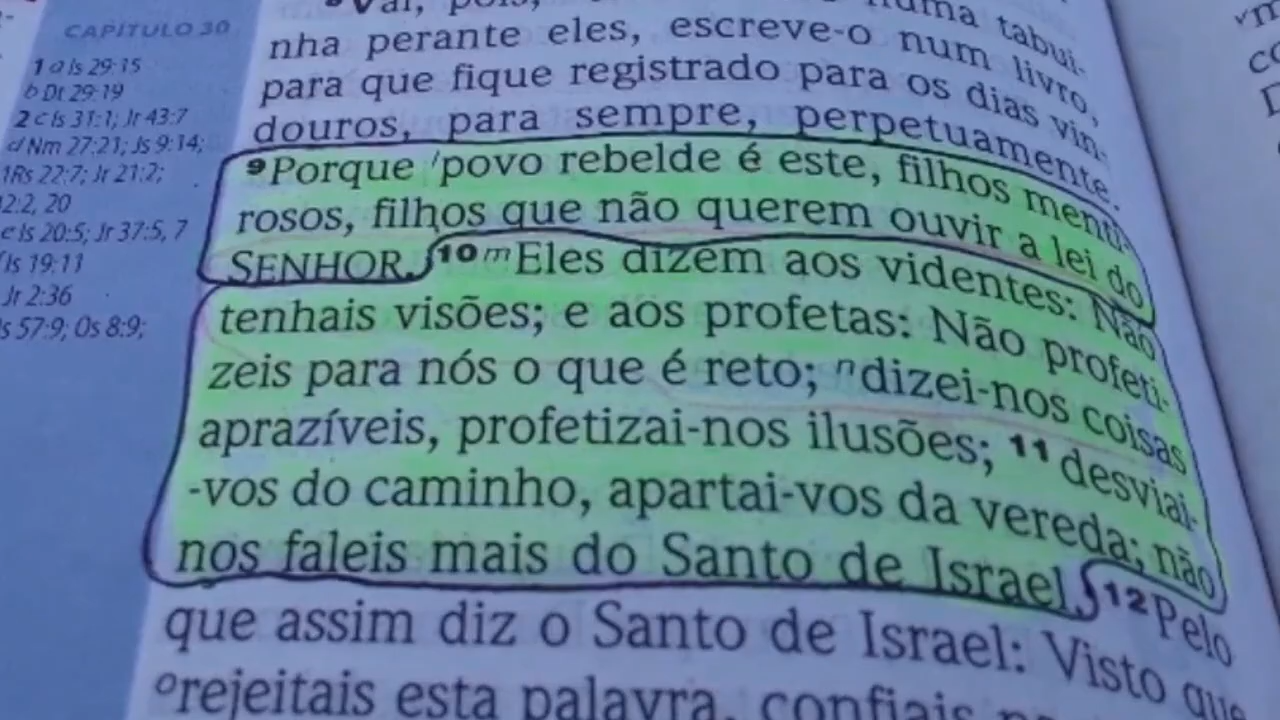 CAPÍTULO 30
1 a Is 29:15
b Dt 29:19
2 c Is 31:1; Jr 43:7
d Nm 27:21; Js 9:14;
1Rs 22:7; Jr 21:2;
2:2, 20
e Is 20:5; Jr 37:5, 7
Is 19:11
Jr 2:36
s 57:9; Os 8:9;
Vai, pois, numa tabui-
nha perante eles, escreve-o num livro,
para que fique registrado para os dias vin-
douros, para sempre, perpetuamente.
9 Porque l povo rebelde é este, filhos menti-
rosos, filhos que não querem ouvir a lei do
SENHOR. 10 m Eles dizem aos videntes: Não
tenhais visões; e aos profetas: Não profeti-
zeis para nós o que é reto; n dizei-nos coisas
aprazíveis, profetizai-nos ilusões; 11 desviai-
-vos do caminho, apartai-vos da vereda; não
nos faleis mais do Santo de Israel. 12 Pelo
que assim diz o Santo de Israel: Visto que
o rejeitais esta palavra, confiais